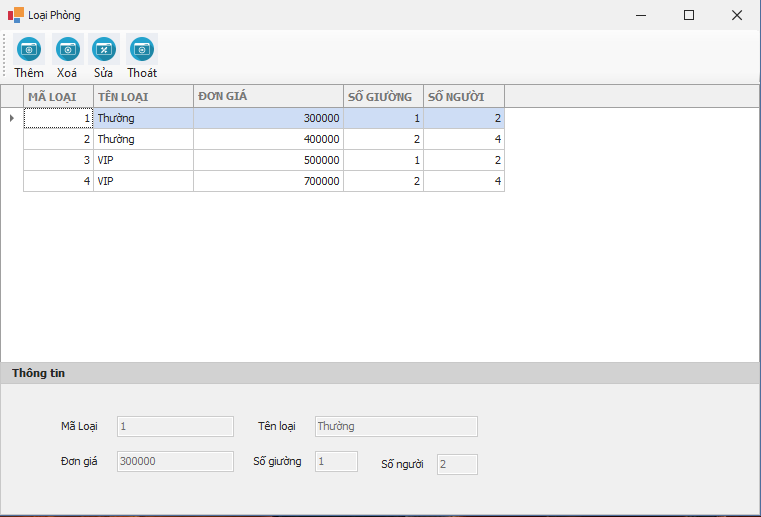 Loại Phòng
Thêm Xoá Sửa Thoát
MÃ LOẠI TÊN LOẠI ĐƠN GIÁ SỐ GIƯỜNG SỐ NGƯỜI
1 Thường 300000 1 2
2 Thường 400000 2 4
3 VIP 500000 1 2
4 VIP 700000 2 4
Thông tin
Mã Loại 1 Tên loại Thường
Đơn giá 300000 Số giường 1 Số người 2